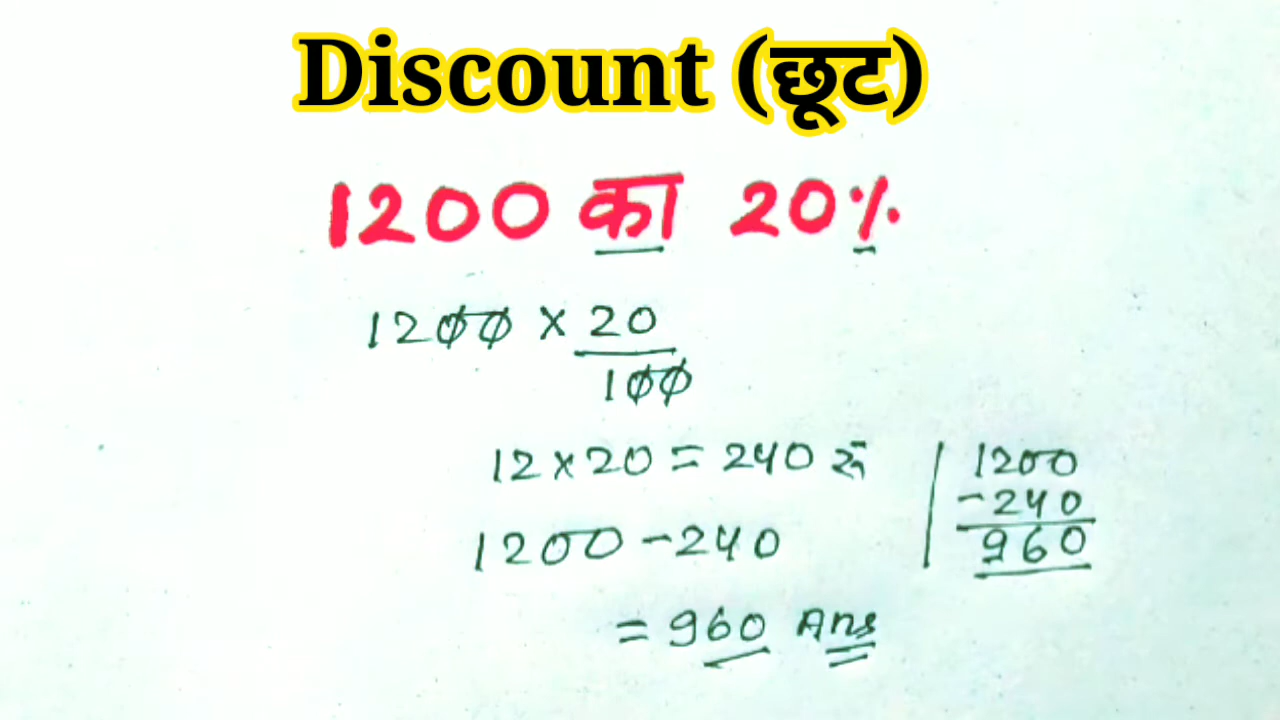 Discount (छूट)
1200 का 20%
1200 × 20
100
12 × 20 = 240 रु
1200 - 240
= 960 Ans
1200
- 240
960